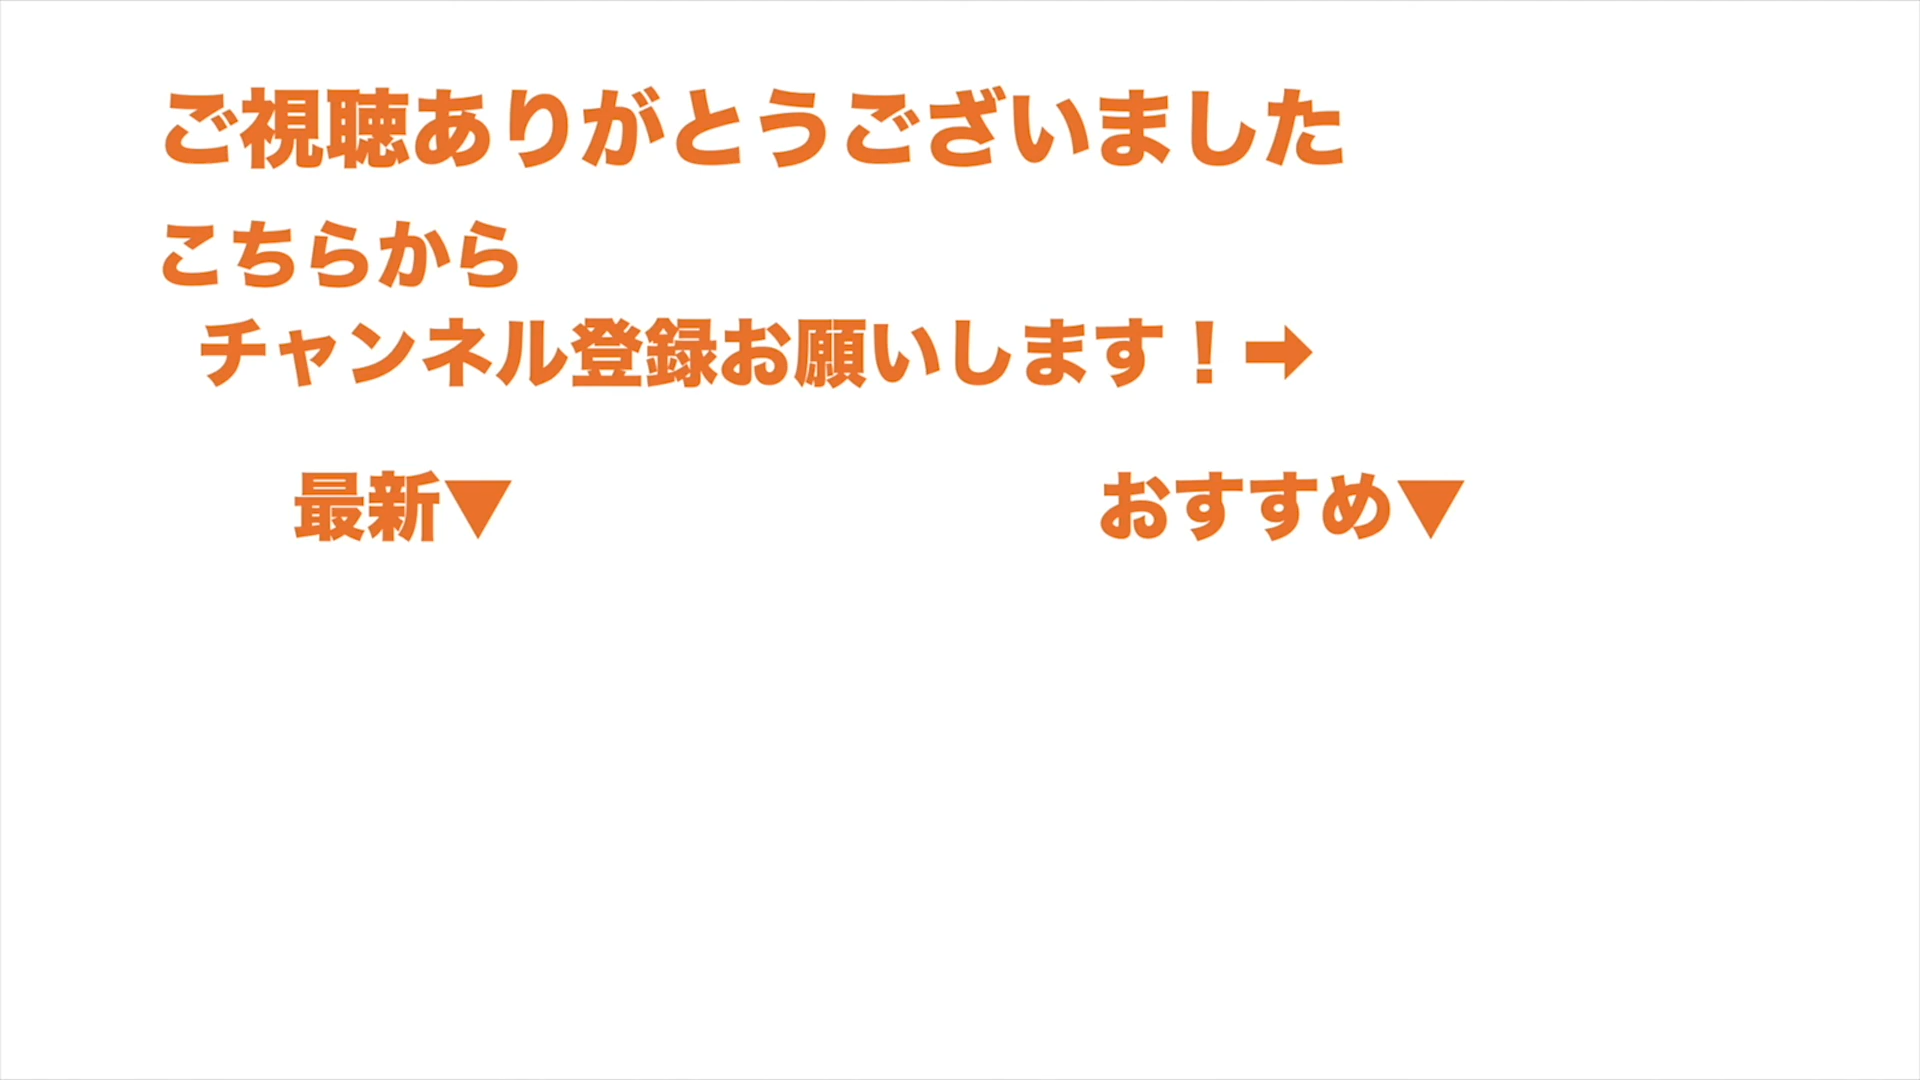 ご視聴ありがとうございました
こちらから
チャンネル登録お願いします！➡
最新▼
おすすめ▼